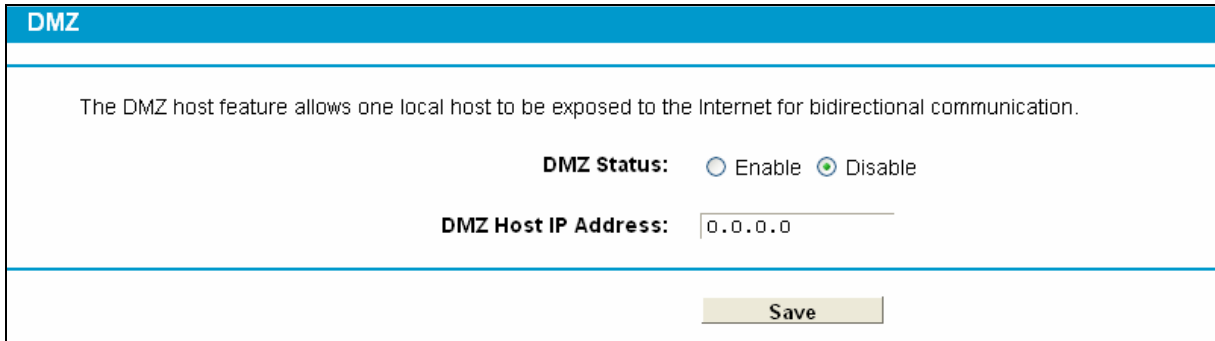 DMZ
The DMZ host feature allows one local host to be exposed to the Internet for bidirectional communication.
DMZ Status: Enable Disable
DMZ Host IP Address: 0.0.0.0
Save